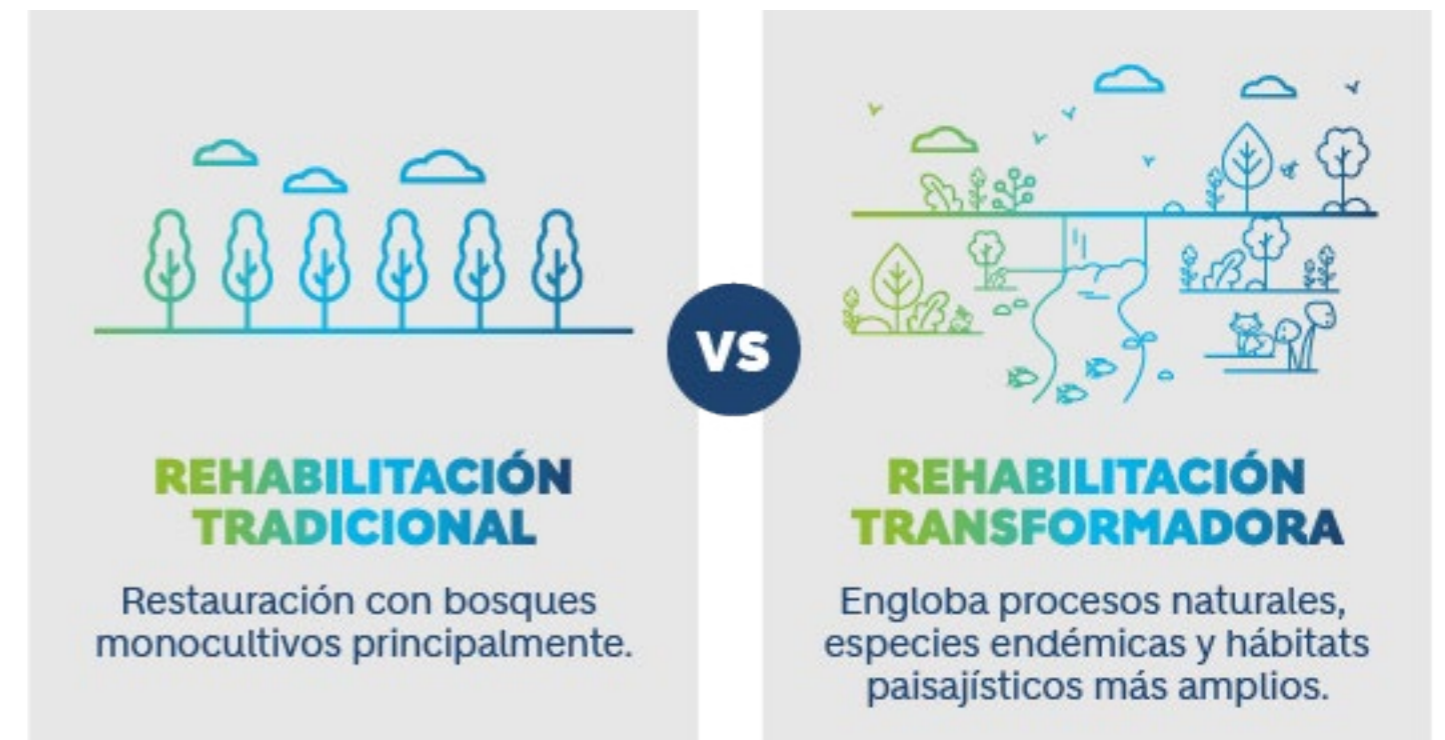 REHABILITACIÓN
TRADICIONAL
Restauración con bosques
monocultivos principalmente.
VS
REHABILITACIÓN
TRANSFORMADORA
Engloba procesos naturales,
especies endémicas y hábitats
paisajísticos más amplios.